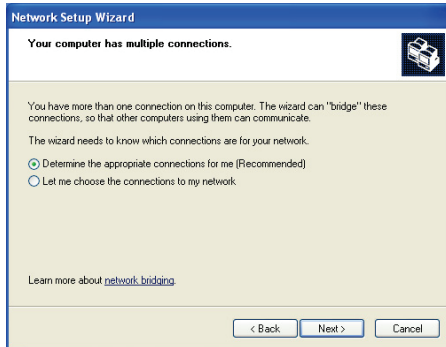 Network Setup Wizard
Your computer has multiple connections.
You have more than one connection on this computer. The wizard can "bridge" these
connections, so that other computers using them can communicate.
The wizard needs to know which connections are for your network.
Determine the appropriate connections for me (Recommended)
Let me choose the connections to my network
Learn more about network bridging.
< Back Next > Cancel